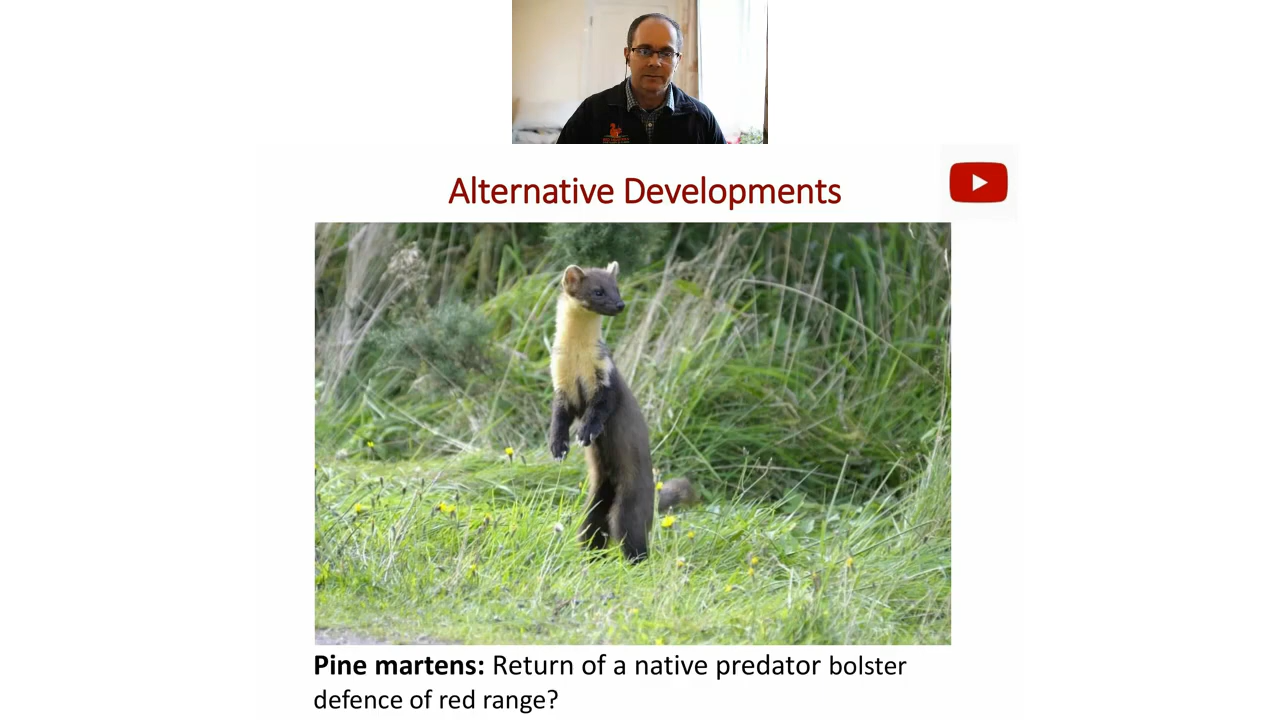 Alternative Developments
Pine martens: Return of a native predator bolster
defence of red range?